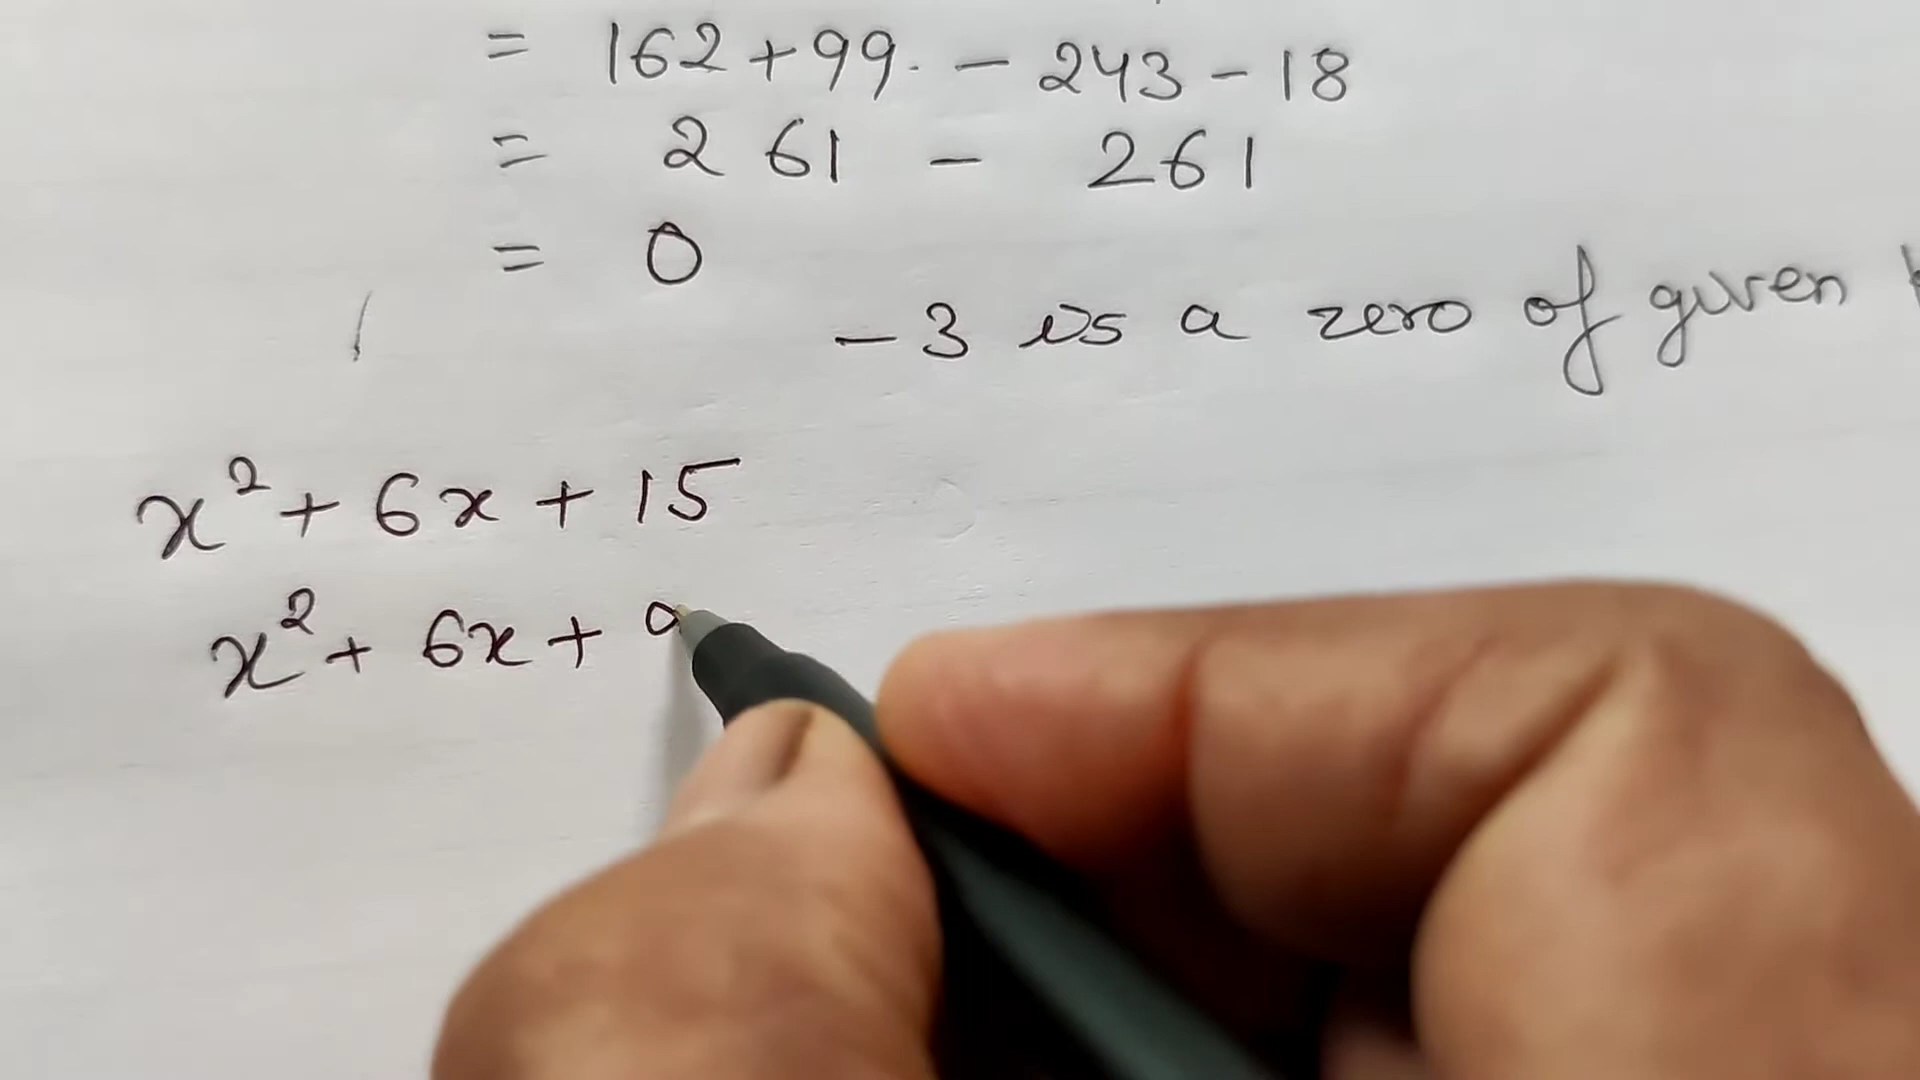 = 162 + 99 - 243 - 18
= 261 - 261
= 0
-3 is a zero of given
x² + 6x + 15
x² + 6x +